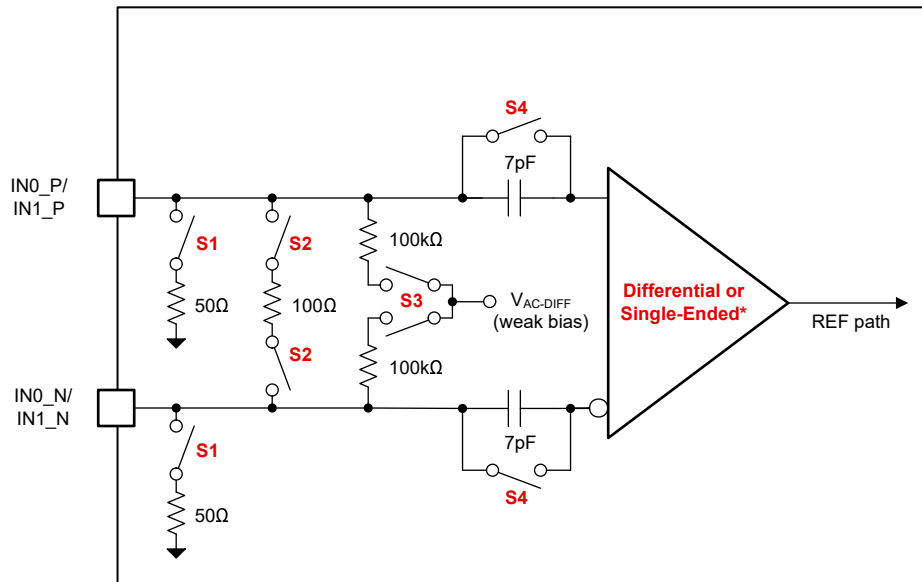 S4
7pF
IN0_P/
IN1_P
S1
S2
100kΩ
50Ω
100Ω
S3
V_AC-DIFF
(weak bias)
Differential or
Single-Ended*
REF path
S2
100kΩ
IN0_N/
IN1_N
S1
7pF
S4
50Ω